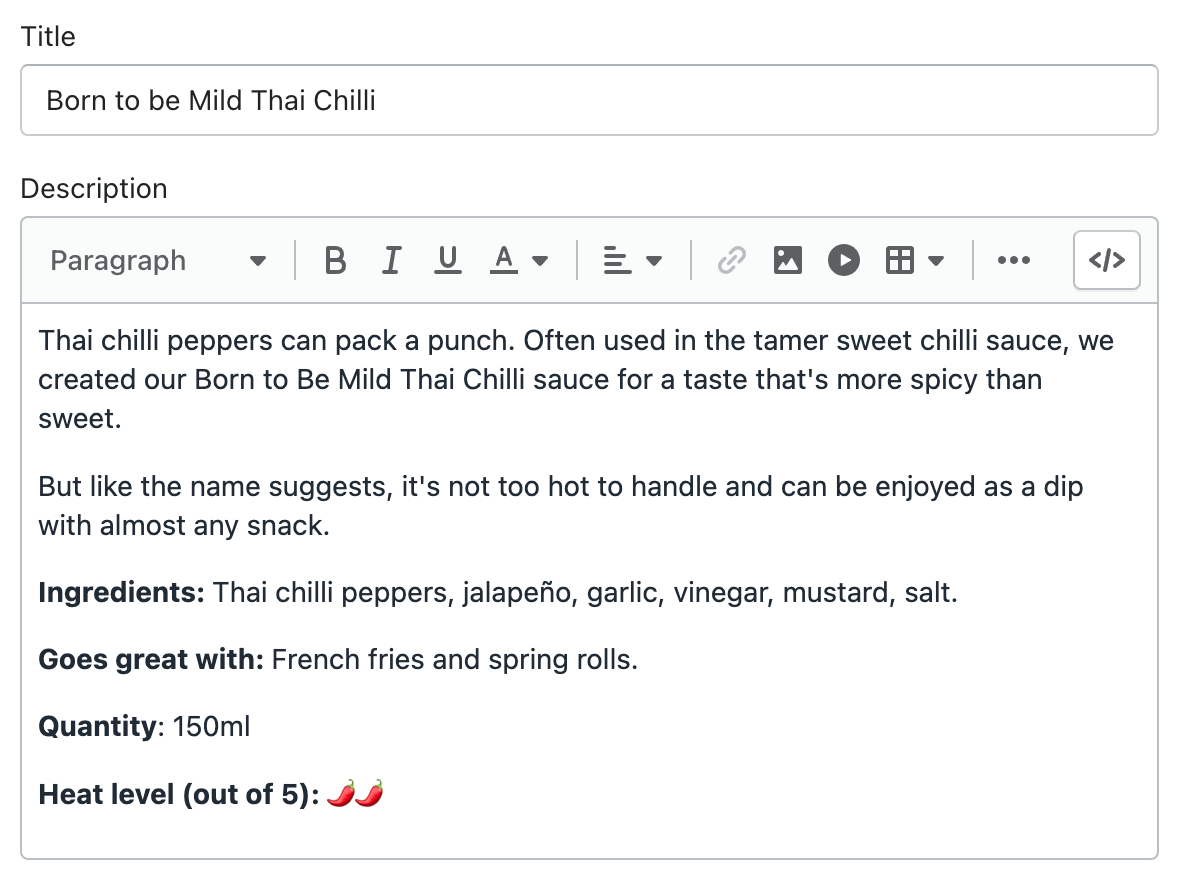 Title
Born to be Mild Thai Chilli
Description
Paragraph B I U A </>
Thai chilli peppers can pack a punch. Often used in the tamer sweet chilli sauce, we
created our Born to Be Mild Thai Chilli sauce for a taste that's more spicy than
sweet.
But like the name suggests, it's not too hot to handle and can be enjoyed as a dip
with almost any snack.
Ingredients: Thai chilli peppers, jalapeño, garlic, vinegar, mustard, salt.
Goes great with: French fries and spring rolls.
Quantity: 150ml
Heat level (out of 5): 🌶️🌶️